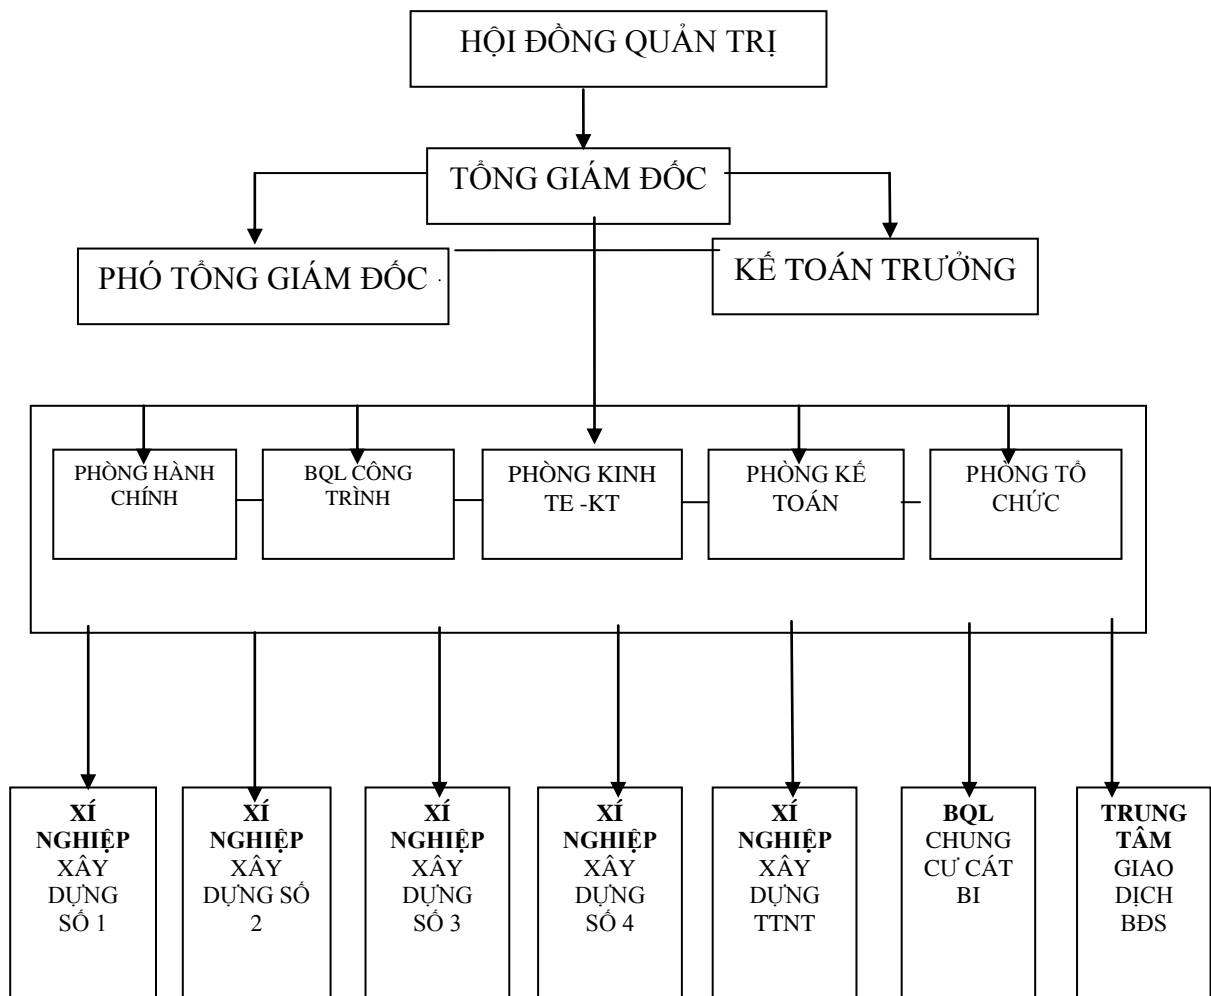 HỘI ĐỒNG QUẢN TRỊ
TỔNG GIÁM ĐỐC
PHÓ TỔNG GIÁM ĐỐC .
KẾ TOÁN TRƯỞNG
PHÒNG HÀNH
CHÍNH
BQL CÔNG
TRÌNH
PHÒNG KINH
TE -KT
PHÒNG KẾ
TOÁN
PHÒNG TỔ
CHỨC
XÍ
NGHIỆP
XÂY
DỰNG
SỐ 1
XÍ
NGHIỆP
XÂY
DỰNG SỐ
2
XÍ
NGHIỆP
XÂY
DỰNG
SỐ 3
XÍ
NGHIỆP
XÂY
DỰNG
SỐ 4
XÍ
NGHIỆP
XÂY
DỰNG
TTNT
BQL
CHUNG
CƯ CÁT
BI
TRUNG
TÂM
GIAO
DỊCH
BĐS